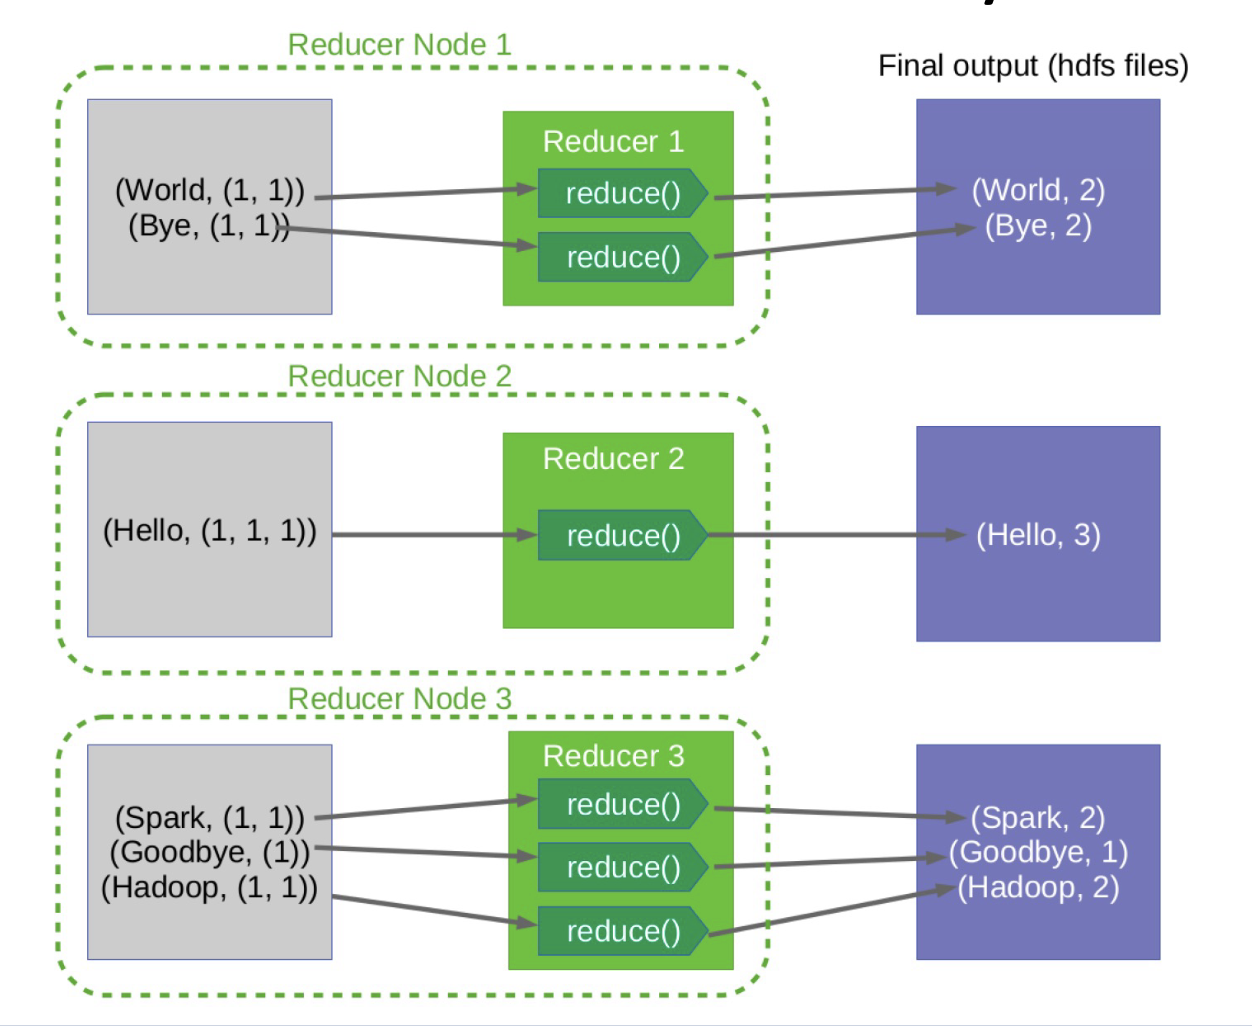 Reducer Node 1
Final output (hdfs files)
(World, (1, 1))
(Bye, (1, 1))
Reducer 1
reduce()
reduce()
(World, 2)
(Bye, 2)
Reducer Node 2
(Hello, (1, 1, 1))
Reducer 2
reduce()
(Hello, 3)
Reducer Node 3
(Spark, (1, 1))
(Goodbye, (1))
(Hadoop, (1, 1))
Reducer 3
reduce()
reduce()
reduce()
(Spark, 2)
(Goodbye, 1)
(Hadoop, 2)